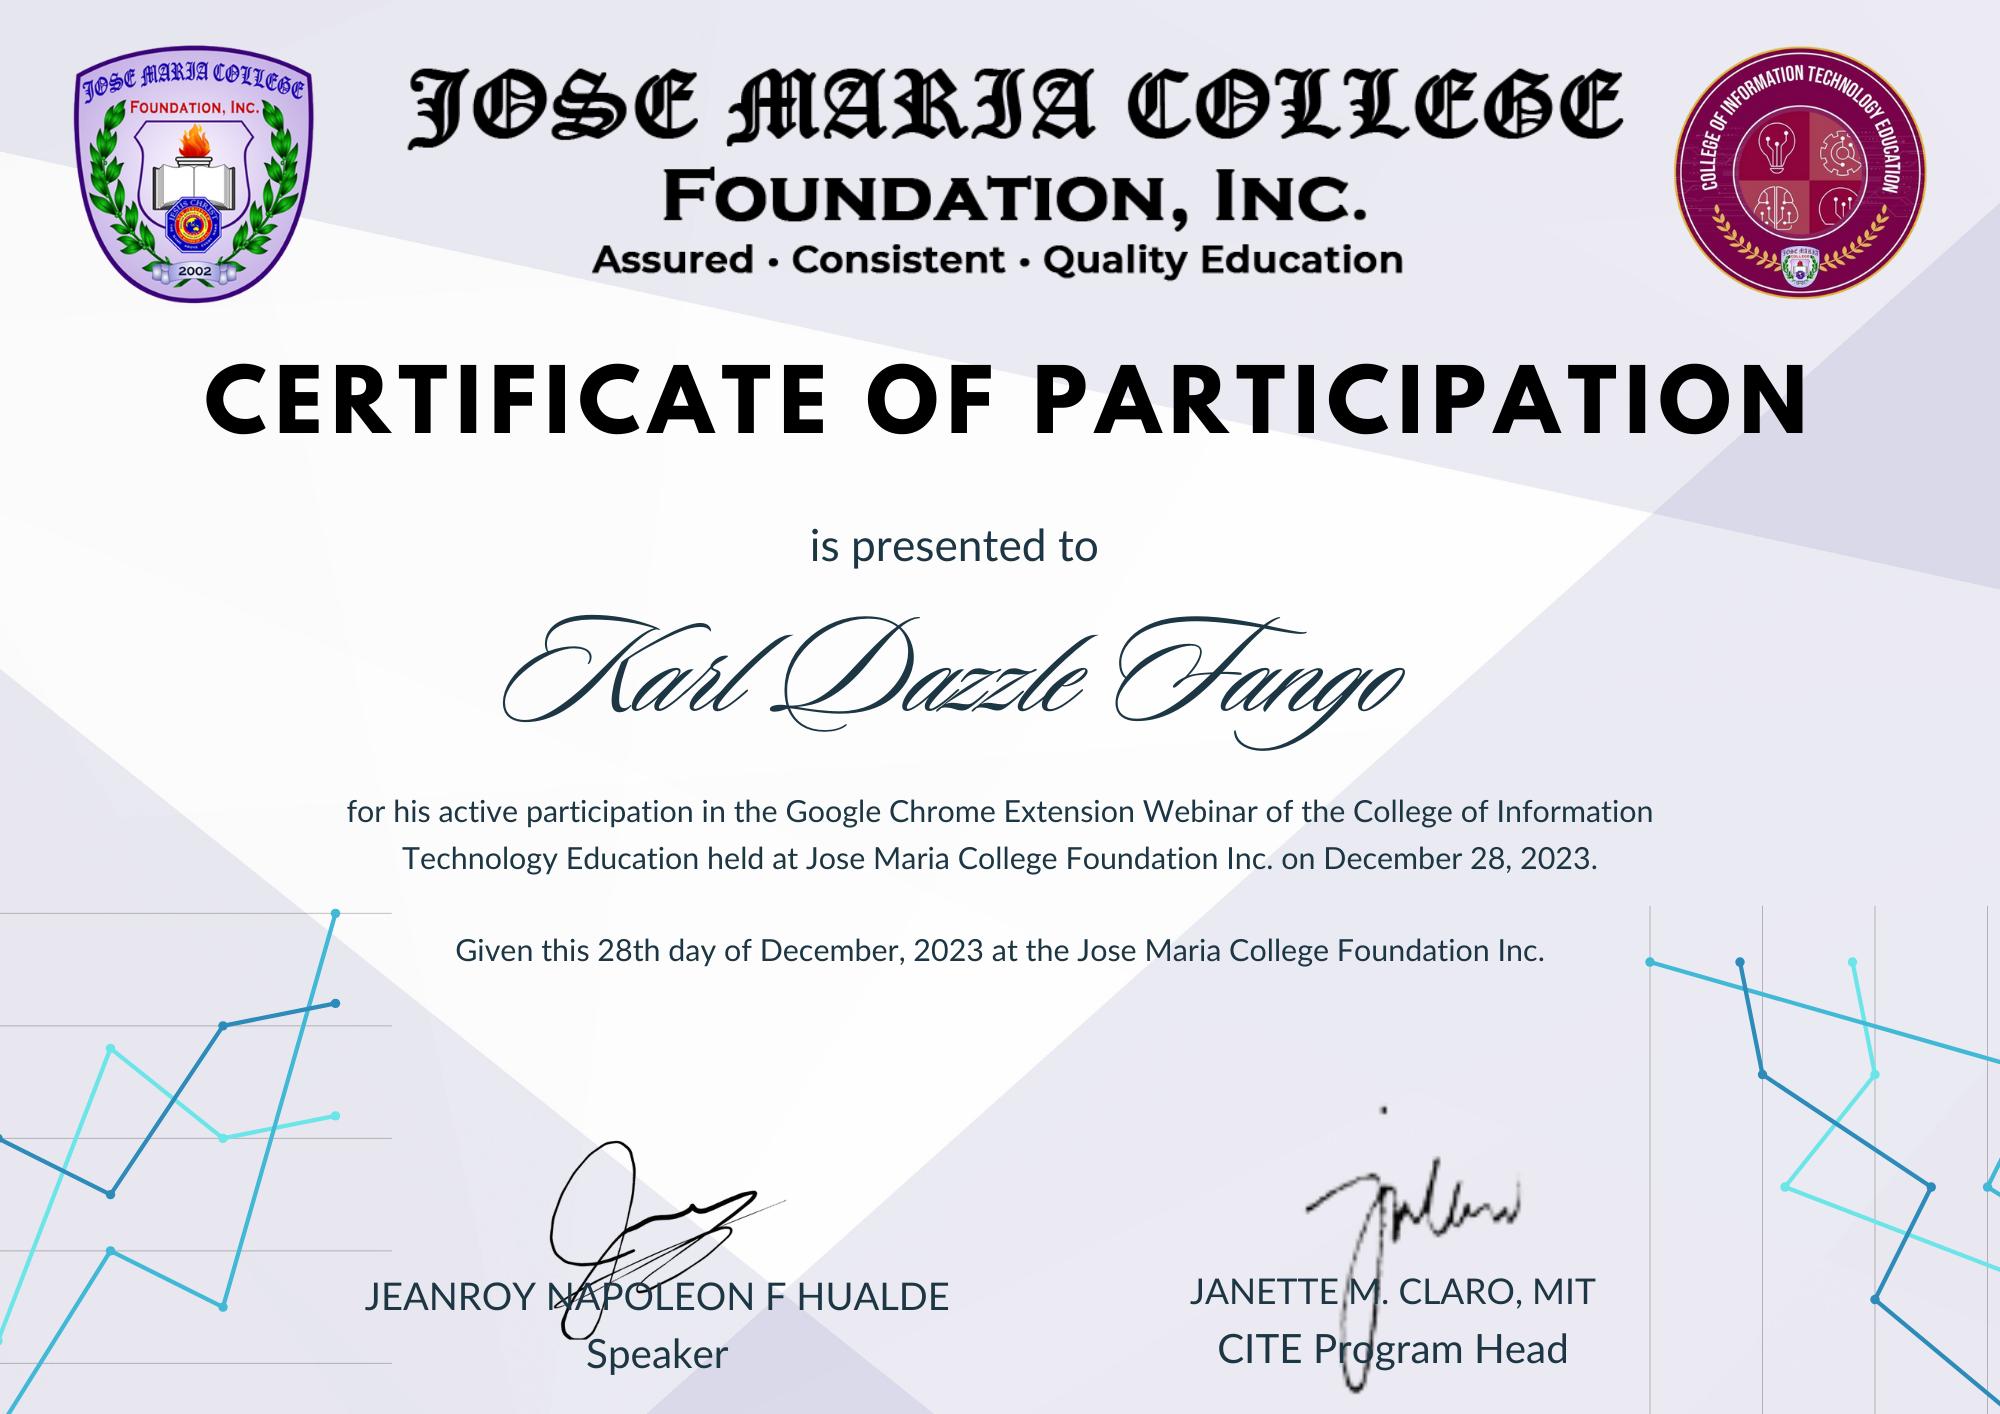 JOSE MARIA COLLEGE
FOUNDATION, INC.
2002
JOSE MARIA COLLEGE
FOUNDATION, INC.
Assured • Consistent • Quality Education
COLLEGE OF INFORMATION TECHNOLOGY EDUCATION
CERTIFICATE OF PARTICIPATION
is presented to
Karl Dazzle Fango
for his active participation in the Google Chrome Extension Webinar of the College of Information
Technology Education held at Jose Maria College Foundation Inc. on December 28, 2023.
Given this 28th day of December, 2023 at the Jose Maria College Foundation Inc.
JEANROY NAPOLEON F HUALDE
Speaker
JANETTE M. CLARO, MIT
CITE Program Head